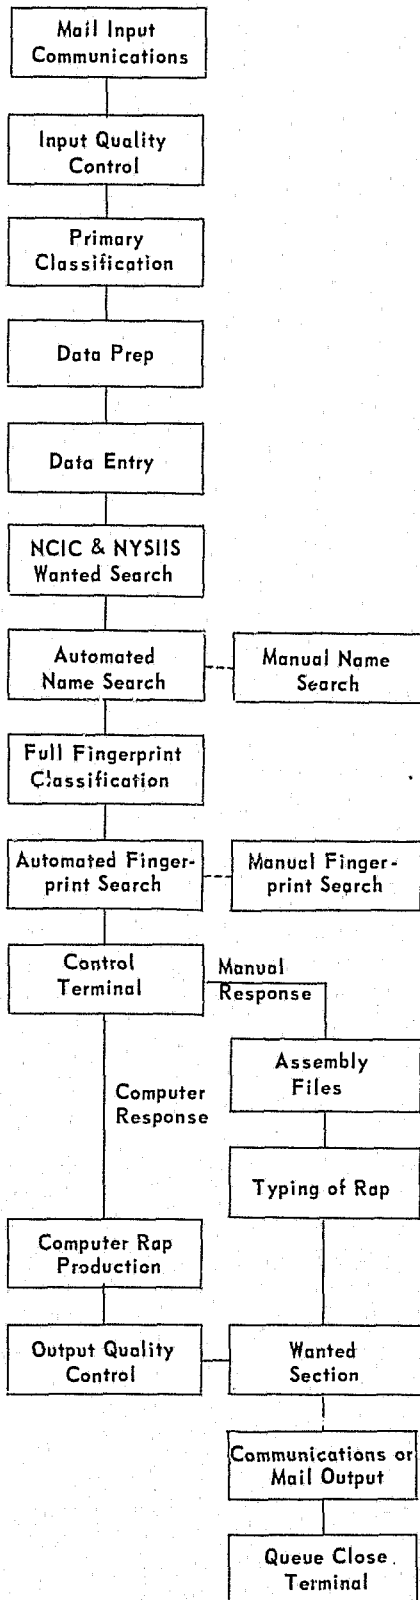 Mail Input
Communications
Input Quality
Control
Primary
Classification
Data Prep
Data Entry
NCIC & NYSIIS
Wanted Search
Automated
Name Search
Manual Name
Search
Full Fingerprint
Classification
Automated Finger-
print Search
Manual Finger-
print Search
Control
Terminal
Manual
Response
Assembly
Files
Computer
Response
Typing of Rap
Computer Rap
Production
Output Quality
Control
Wanted
Section
Communications or
Mail Output
Queue Close
Terminal